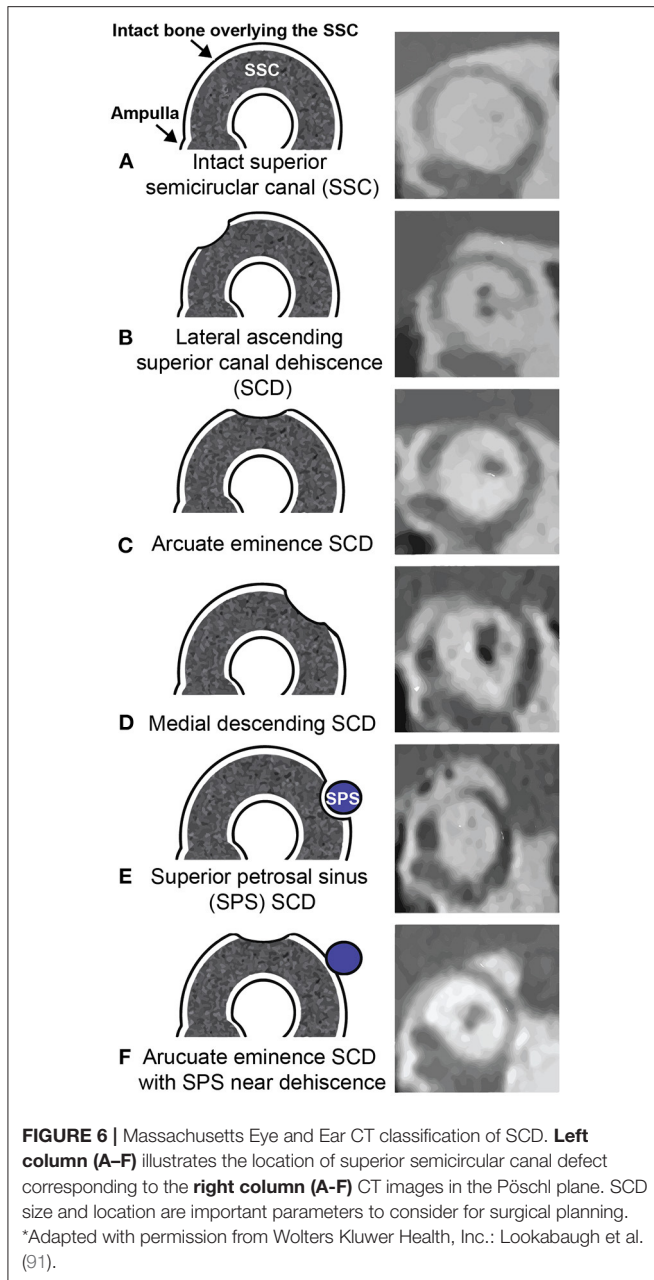 Intact bone overlying the SSC
SSC
Ampulla
A Intact superior
semiciruclar canal (SSC)
B Lateral ascending
superior canal dehiscence
(SCD)
C Arcuate eminence SCD
D Medial descending SCD
SPS
E Superior petrosal sinus
(SPS) SCD
F Arucuate eminence SCD
with SPS near dehiscence
FIGURE 6 | Massachusetts Eye and Ear CT classification of SCD. Left
column (A–F) illustrates the location of superior semicircular canal defect
corresponding to the right column (A-F) CT images in the Pöschl plane. SCD
size and location are important parameters to consider for surgical planning.
*Adapted with permission from Wolters Kluwer Health, Inc.: Lookabaugh et al.
(91).